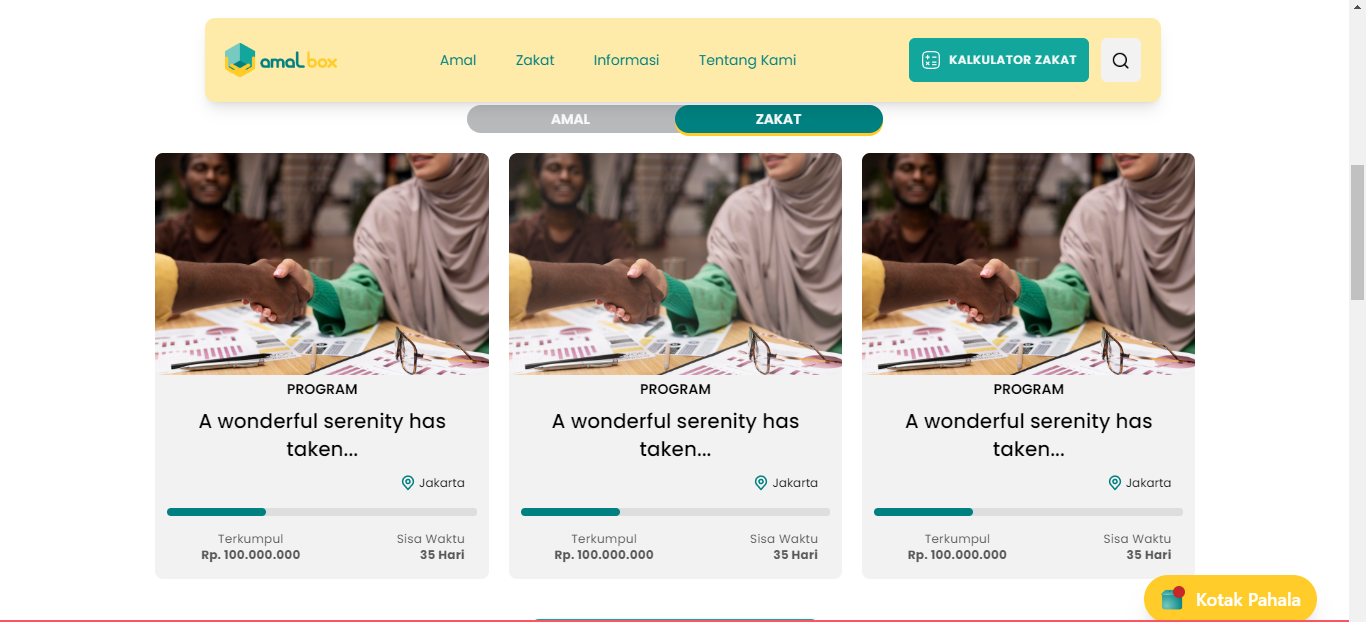 amal box
Amal
Zakat
Informasi
Tentang Kami
KALKULATOR ZAKAT
AMAL
ZAKAT
PROGRAM
A wonderful serenity has
taken...
Jakarta
Terkumpul
Rp. 100.000.000
Sisa Waktu
35 Hari
PROGRAM
A wonderful serenity has
taken...
Jakarta
Terkumpul
Rp. 100.000.000
Sisa Waktu
35 Hari
PROGRAM
A wonderful serenity has
taken...
Jakarta
Terkumpul
Rp. 100.000.000
Sisa Waktu
35 Hari
Kotak Pahala